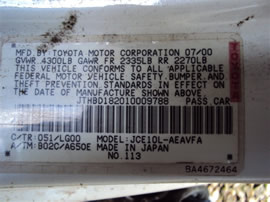 MFD. BY TOYOTA MOTOR CORPORATION 07/00
GVWR 4300LB GAWR FR 2335LB RR 2270LB
THIS VEHICLE CONFORMS TO ALL APPLICABLE
FEDERAL MOTOR VEHICLE SAFETY, BUMPER, AND
THEFT PREVENTION STANDARDS IN EFFECT ON
THE DATE OF MANUFACTURE SHOWN ABOVE.
JTHBD182010009788 PASS. CAR
C/TR: 051/LG00 MODEL: JCE10L-AEAVFA
A/TM: B02C/A650E MADE IN JAPAN
NO. 113
BA4672464
TOYOTA